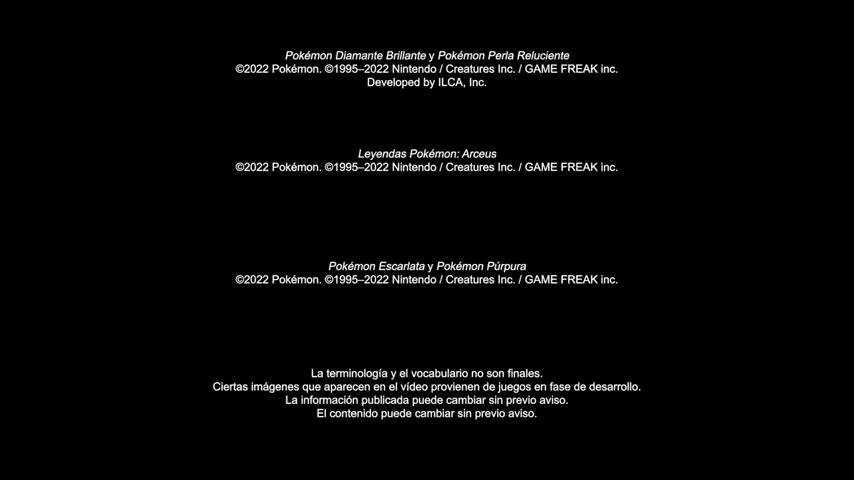 Pokémon Diamante Brillante y Pokémon Perla Reluciente
©2022 Pokémon. ©1995–2022 Nintendo / Creatures Inc. / GAME FREAK inc.
Developed by ILCA, Inc.
Leyendas Pokémon: Arceus
©2022 Pokémon. ©1995–2022 Nintendo / Creatures Inc. / GAME FREAK inc.
Pokémon Escarlata y Pokémon Púrpura
©2022 Pokémon. ©1995–2022 Nintendo / Creatures Inc. / GAME FREAK inc.
La terminología y el vocabulario no son finales.
Ciertas imágenes que aparecen en el vídeo provienen de juegos en fase de desarrollo.
La información publicada puede cambiar sin previo aviso.
El contenido puede cambiar sin previo aviso.